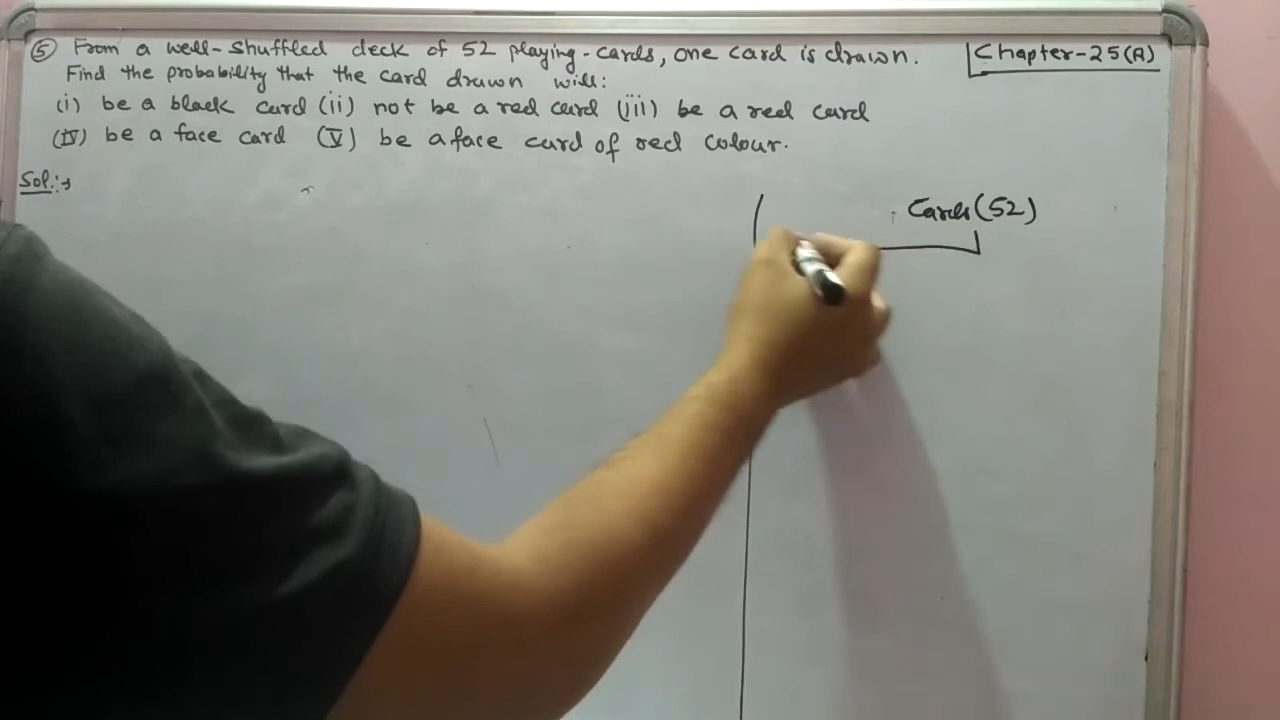 ⑤ From a well-shuffled deck of 52 playing-cards, one card is drawn.
Chapter-25(A)
Find the probability that the card drawn will:
(i) be a black card (ii) not be a red card (iii) be a red card
(IV) be a face card (V) be a face card of red colour.
Sol.:→
Cards(52)